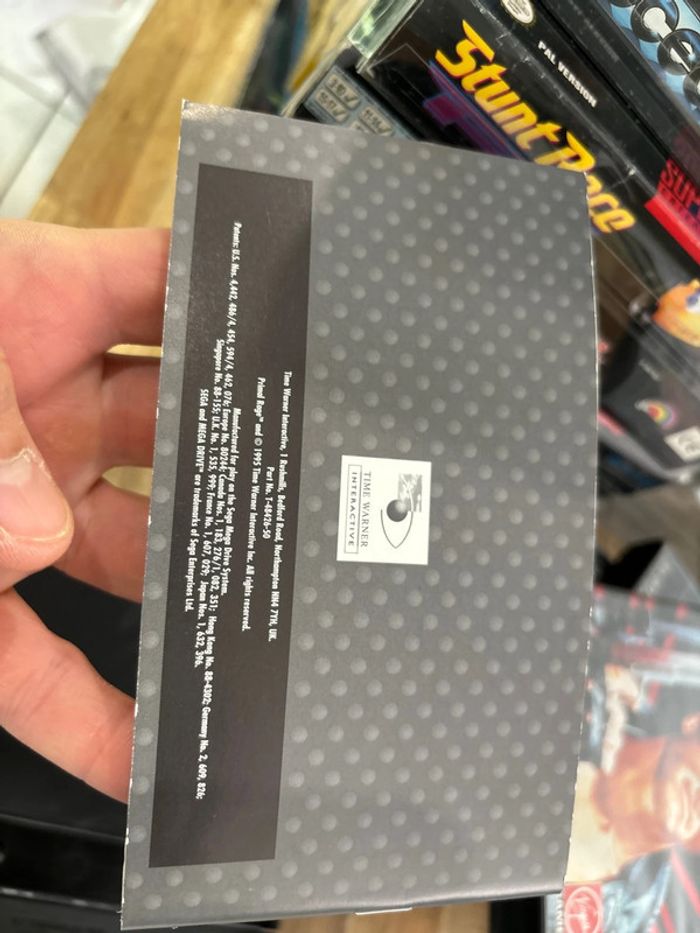 TIME WARNER
INTERACTIVE
Time Warner Interactive, 1 Rushmills, Bedford Road, Northampton NN4 7YH, UK.
Part No. T-48426-50
Primal Rage™ and © 1995 Time Warner Interactive Inc. All rights reserved.
Manufactured for play on the Sega Mega Drive System.
Patents: U.S. Nos. 4,442, 486/4, 454, 594/4, 462, 076; Europe No. 80244; Canada Nos. 1, 183, 276/1, 082, 351; Hong Kong No. 88-4302; Germany No. 2, 609, 826;
Singapore No. 88-155; U.K. No. 1, 535, 999; France No. 1, 607, 029; Japan Nos. 1, 632, 396.
SEGA and MEGA DRIVE™ are trademarks of Sega Enterprises Ltd.
PAL VERSION
Stunt Race